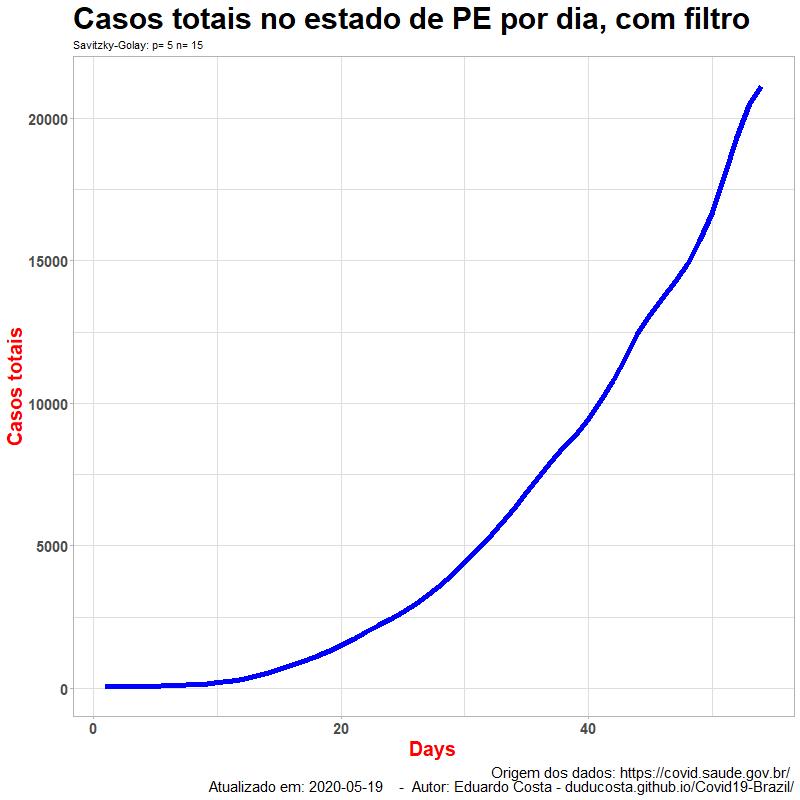 Casos totais no estado de PE por dia, com filtro
Savitzky-Golay: p= 5 n= 15
Casos totais
20000
15000
10000
5000
0
0 20 40
Days
Origem dos dados: https://covid.saude.gov.br/
Atualizado em: 2020-05-19 - Autor: Eduardo Costa - duducosta.github.io/Covid19-Brazil/